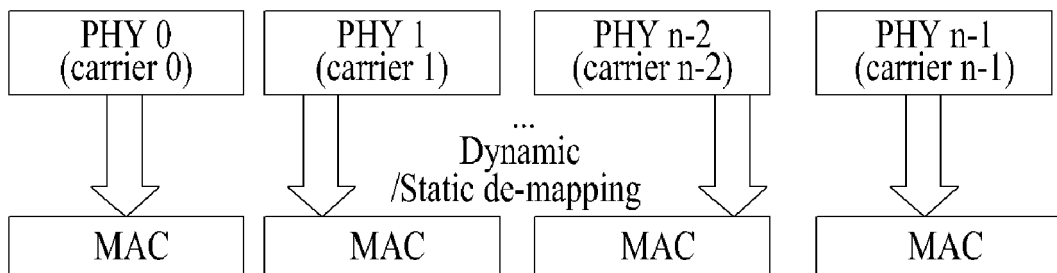 PHY 0
(carrier 0)
PHY 1
(carrier 1)
PHY n-2
(carrier n-2)
PHY n-1
(carrier n-1)
...
Dynamic
/Static de-mapping
MAC
MAC
MAC
MAC